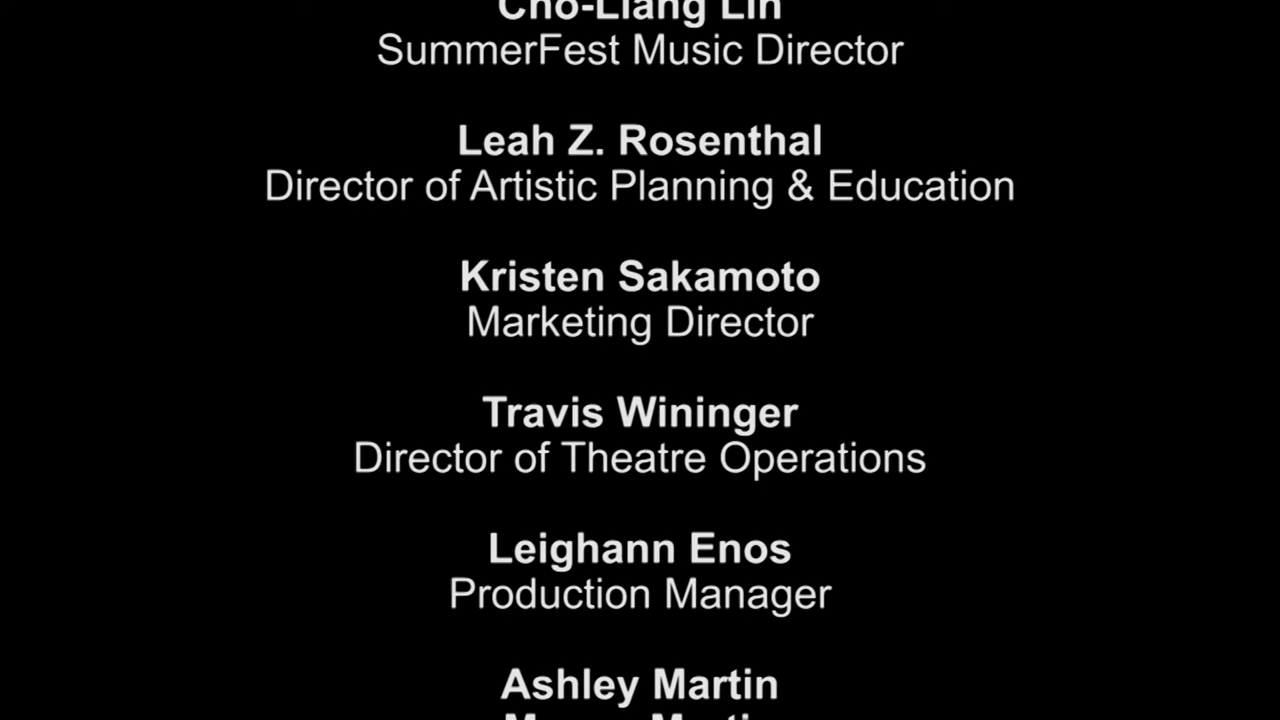 Cho-Liang Lin
SummerFest Music Director
Leah Z. Rosenthal
Director of Artistic Planning & Education
Kristen Sakamoto
Marketing Director
Travis Wininger
Director of Theatre Operations
Leighann Enos
Production Manager
Ashley Martin